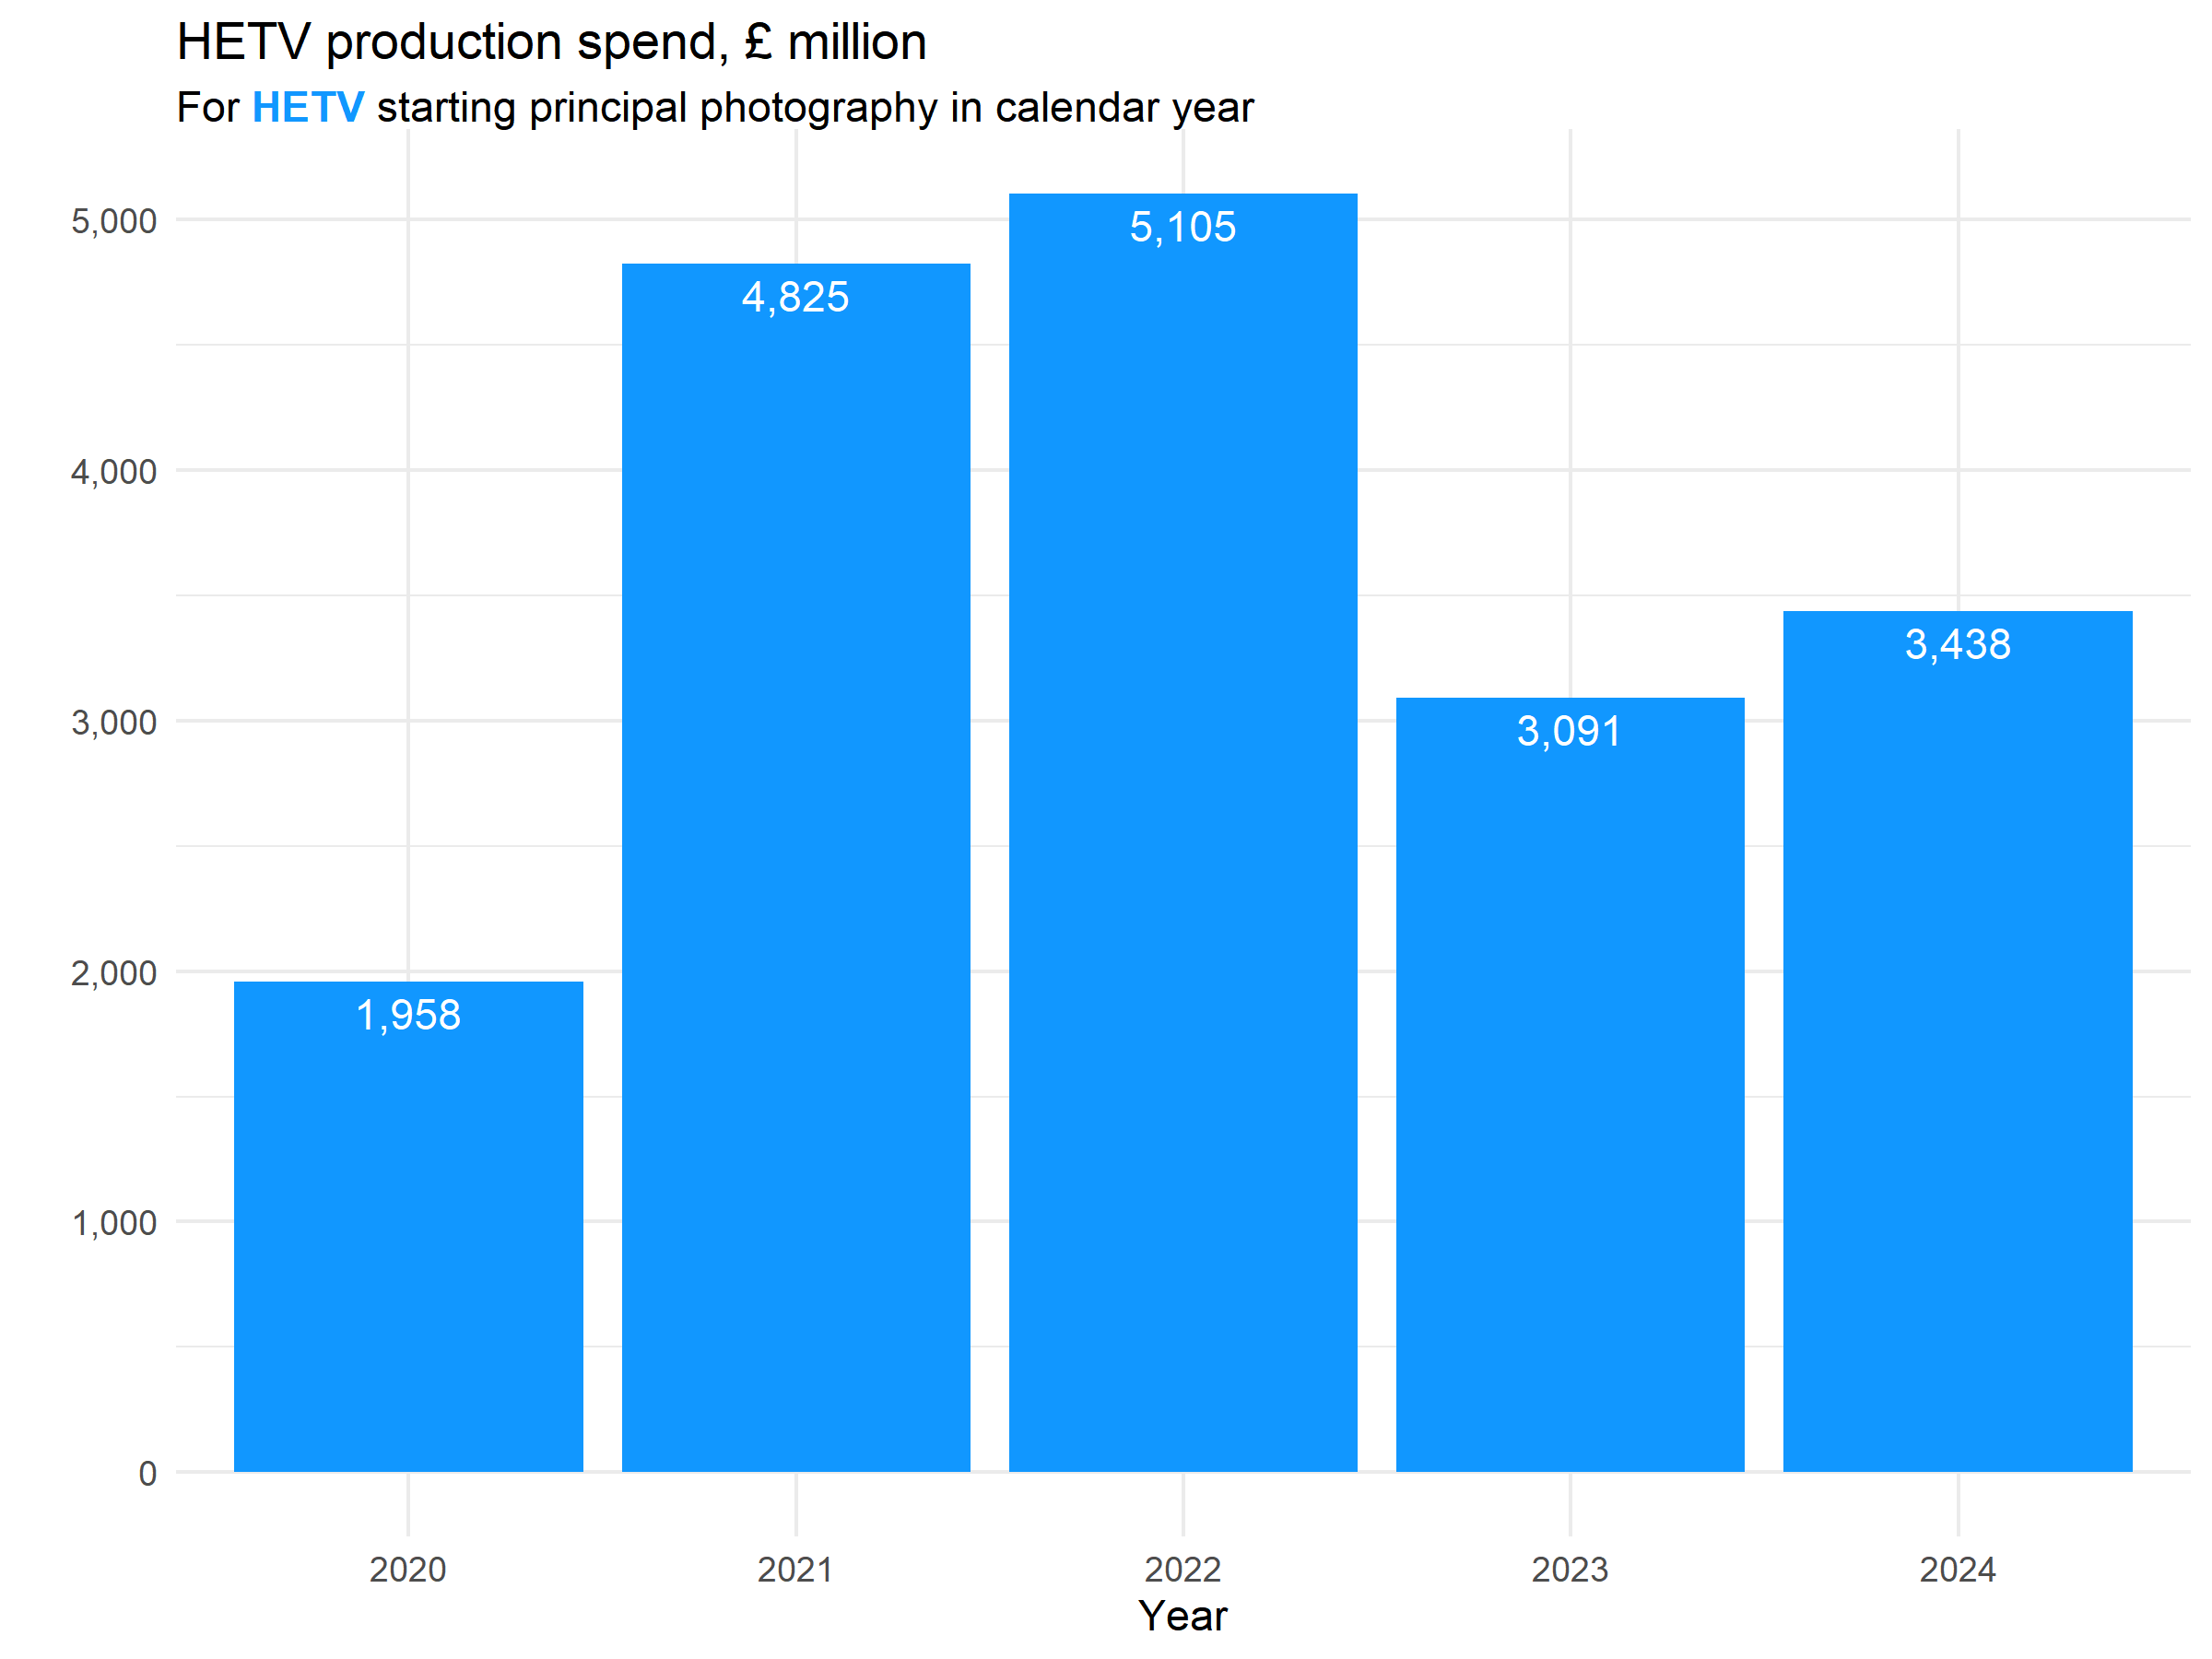 HETV production spend, £ million
For HETV starting principal photography in calendar year
5,000
4,000
3,000
2,000
1,000
0
1,958
4,825
5,105
3,091
3,438
2020 2021 2022 2023 2024
Year